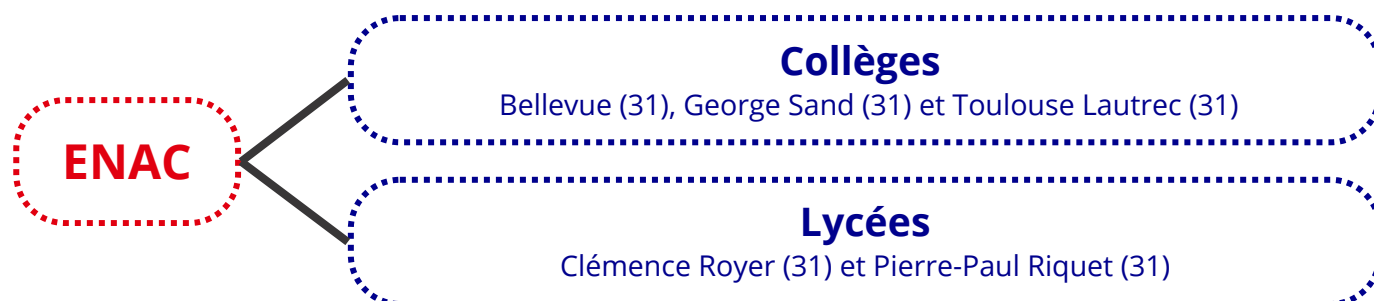 ENAC
Collèges
Bellevue (31), George Sand (31) et Toulouse Lautrec (31)
Lycées
Clémence Royer (31) et Pierre-Paul Riquet (31)